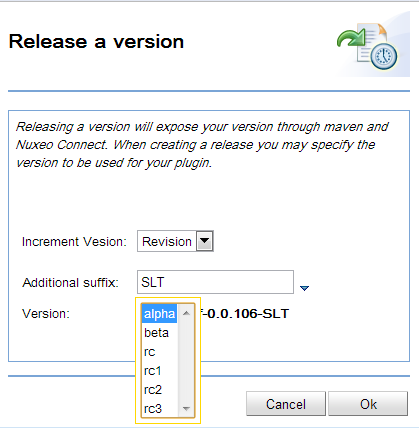 Release a version
Releasing a version will expose your version through maven and
Nuxeo Connect. When creating a release you may specify the
version to be used for your plugin.
Increment Vesion: Revision
Additional suffix: SLT
Version: -0.0.106-SLT
alpha
beta
rc
rc1
rc2
rc3
Cancel Ok